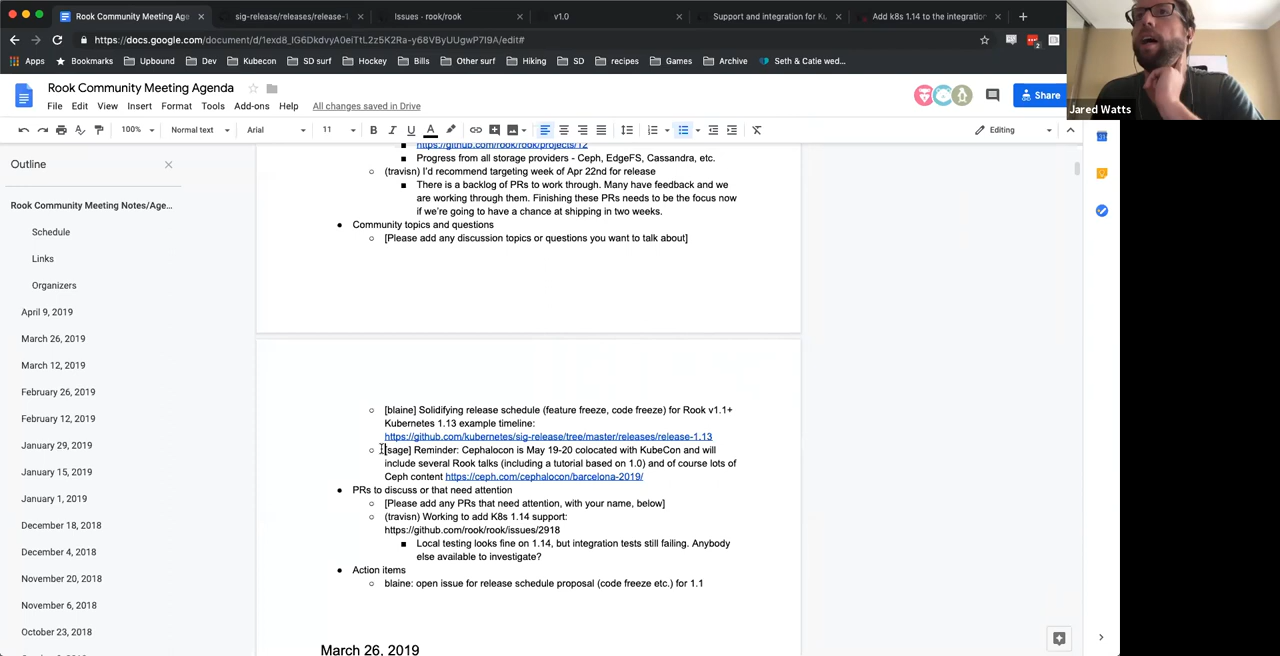 Rook Community Meeting Age
sig-release/releases/release-1.
Issues · rook/rook
v1.0
Support and integration for Ku
Add k8s 1.14 to the integration
https://docs.google.com/document/d/1exd8_IG6DkdvyA0eiTtL2z5K2Ra-y68VByUUgwP7I9A/edit#
Apps
Bookmarks
Upbound
Dev
Kubecon
SD surf
Hockey
Bills
Other surf
Hiking
SD
recipes
Games
Archive
Seth & Catie wed...
Jared Watts
Rook Community Meeting Agenda
File Edit View Insert Format Tools Add-ons Help All changes saved in Drive
Share
100% Normal text Arial 11 B I U A Editing
Outline
Rook Community Meeting Notes/Age...
Schedule
Links
Organizers
April 9, 2019
March 26, 2019
March 12, 2019
February 26, 2019
February 12, 2019
January 29, 2019
January 15, 2019
January 1, 2019
December 18, 2018
December 4, 2018
November 20, 2018
November 6, 2018
October 23, 2018
https://github.com/rook/rook/projects/12
Progress from all storage providers - Ceph, EdgeFS, Cassandra, etc.
(travisn) I'd recommend targeting week of Apr 22nd for release
There is a backlog of PRs to work through. Many have feedback and we
are working through them. Finishing these PRs needs to be the focus now
if we're going to have a chance at shipping in two weeks.
Community topics and questions
[Please add any discussion topics or questions you want to talk about]
[blaine] Solidifying release schedule (feature freeze, code freeze) for Rook v1.1+
Kubernetes 1.13 example timeline:
https://github.com/kubernetes/sig-release/tree/master/releases/release-1.13
[sage] Reminder: Cephalocon is May 19-20 colocated with KubeCon and will
include several Rook talks (including a tutorial based on 1.0) and of course lots of
Ceph content https://ceph.com/cephalocon/barcelona-2019/
PRs to discuss or that need attention
[Please add any PRs that need attention, with your name, below]
(travisn) Working to add K8s 1.14 support:
https://github.com/rook/rook/issues/2918
Local testing looks fine on 1.14, but integration tests still failing. Anybody
else available to investigate?
Action items
blaine: open issue for release schedule proposal (code freeze etc.) for 1.1
March 26, 2019